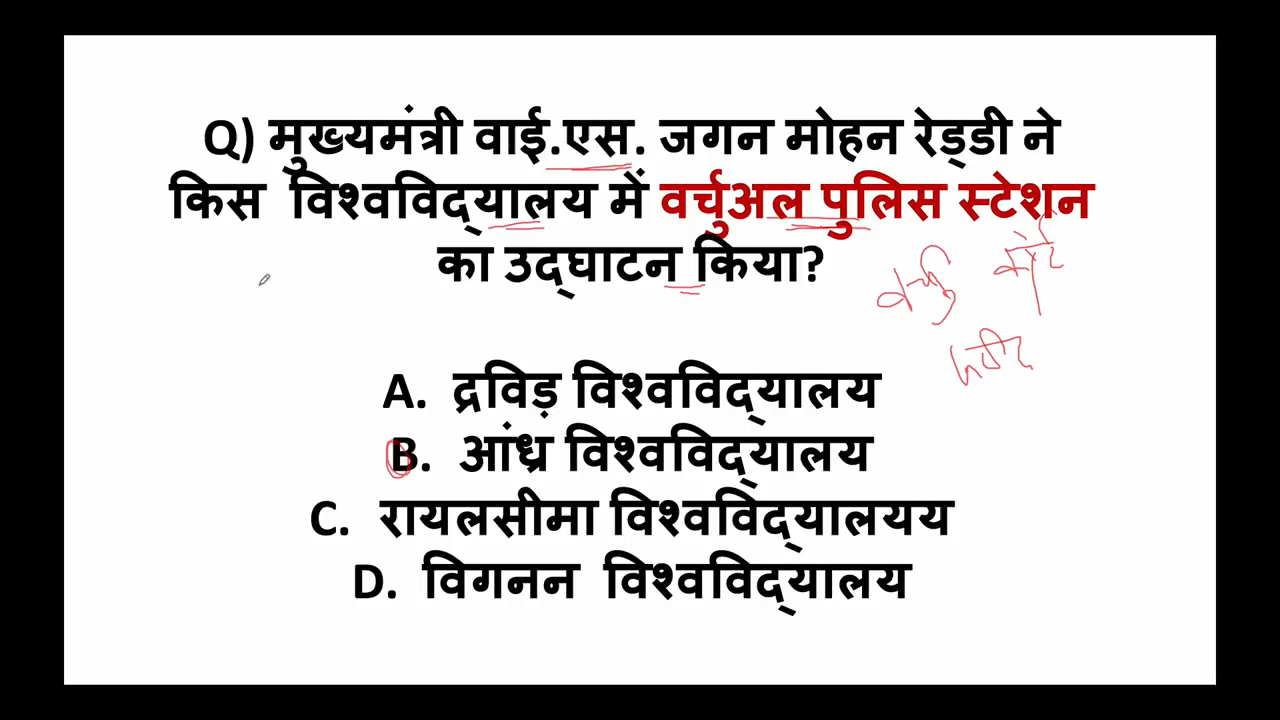 Q) मुख्यमंत्री वाई.एस. जगन मोहन रेड्डी ने
किस विश्वविद्यालय में वर्चुअल पुलिस स्टेशन
का उद्घाटन किया?
A. द्रविड़ विश्वविद्यालय
B. आंध्र विश्वविद्यालय
C. रायलसीमा विश्वविद्यालयय
D. विगनन विश्वविद्यालय